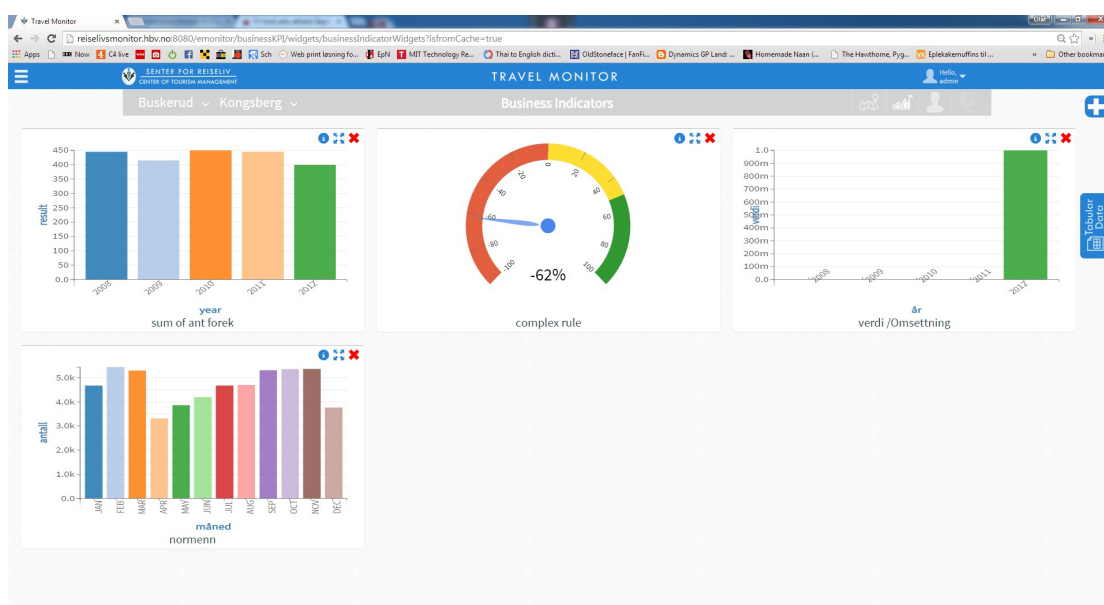 Travel Monitor
reiselivsmonitor.hbv.no:8080/emonitor/businessKPI/widgets/businessIndicatorWidgets?isfromCache=true
Apps Now C4 live EpN Sch Web print løsning fo... EpN MIT Technology Re... Thai to English dicti... OldStoneface | FanFi... Dynamics GP Land: ... Homemade Naan (... The Hawthorne, Pyg... Eplekakemuffins til ... » Other bookmar
SENTER FOR REISELIV
CENTER OF TOURISM MANAGEMENT
TRAVEL MONITOR
Hello,
admin
Buskerud Kongsberg
Business Indicators
Tabular
Data
450
400
350
300
250
200
150
100
50
0.0
result
2008 2009 2010 2011 2012
year
sum of ant forek
-100 -80 -60 -40 -20 0 20 40 60 80 100
-62%
complex rule
1.0
900m
800m
700m
600m
500m
400m
300m
200m
100m
0.0
verdi
2008 2009 2010 2011 2012
år
verdi /Omsettning
5.0k
4.0k
3.0k
2.0k
1.0k
0.0
antall
JAN FEB MAR APR MAY JUN JUL AUG SEP OCT NOV DEC
måned
normenn